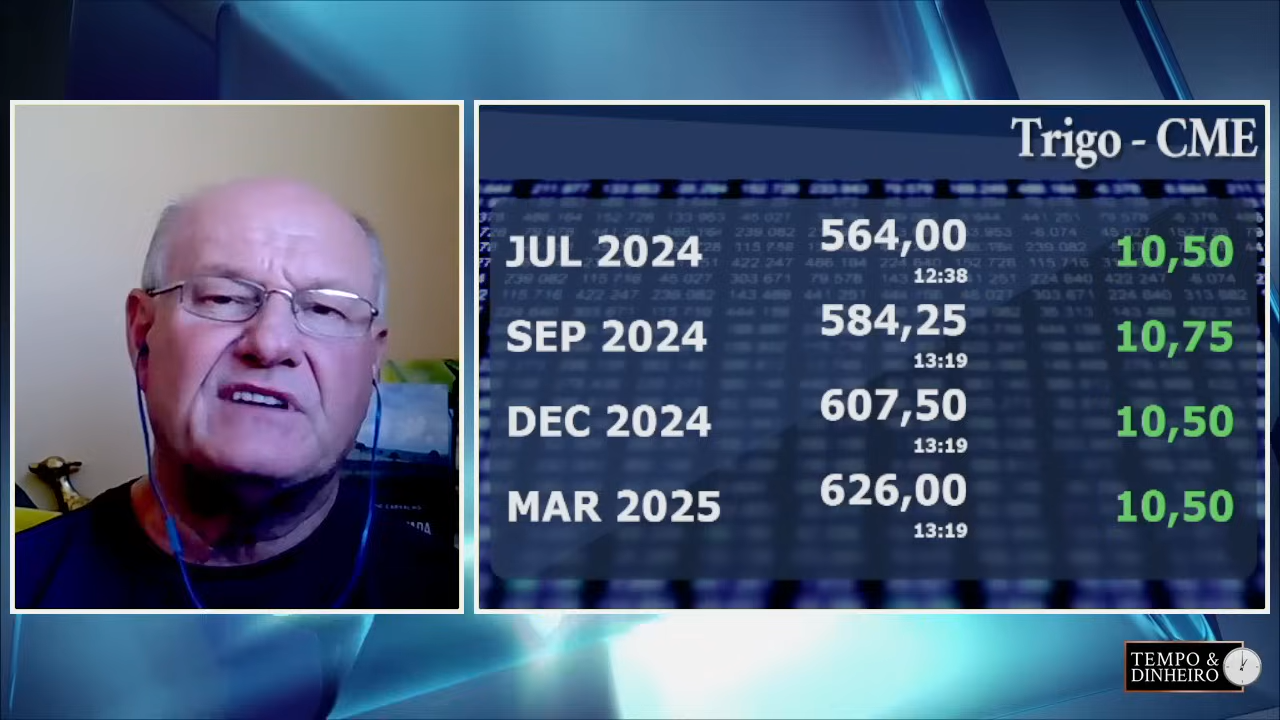 Trigo - CME
JUL 2024 564,00 10,50
12:38
SEP 2024 584,25 10,75
13:19
DEC 2024 607,50 10,50
13:19
MAR 2025 626,00 10,50
13:19
TEMPO &
DINHEIRO